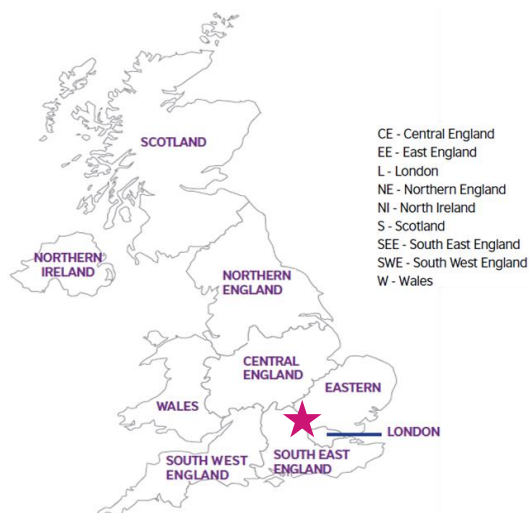 SCOTLAND
NORTHERN
IRELAND
NORTHERN
ENGLAND
CENTRAL
ENGLAND
EASTERN
WALES
LONDON
SOUTH WEST
ENGLAND
SOUTH EAST
ENGLAND
CE - Central England
EE - East England
L - London
NE - Northern England
NI - North Ireland
S - Scotland
SEE - South East England
SWE - South West England
W - Wales